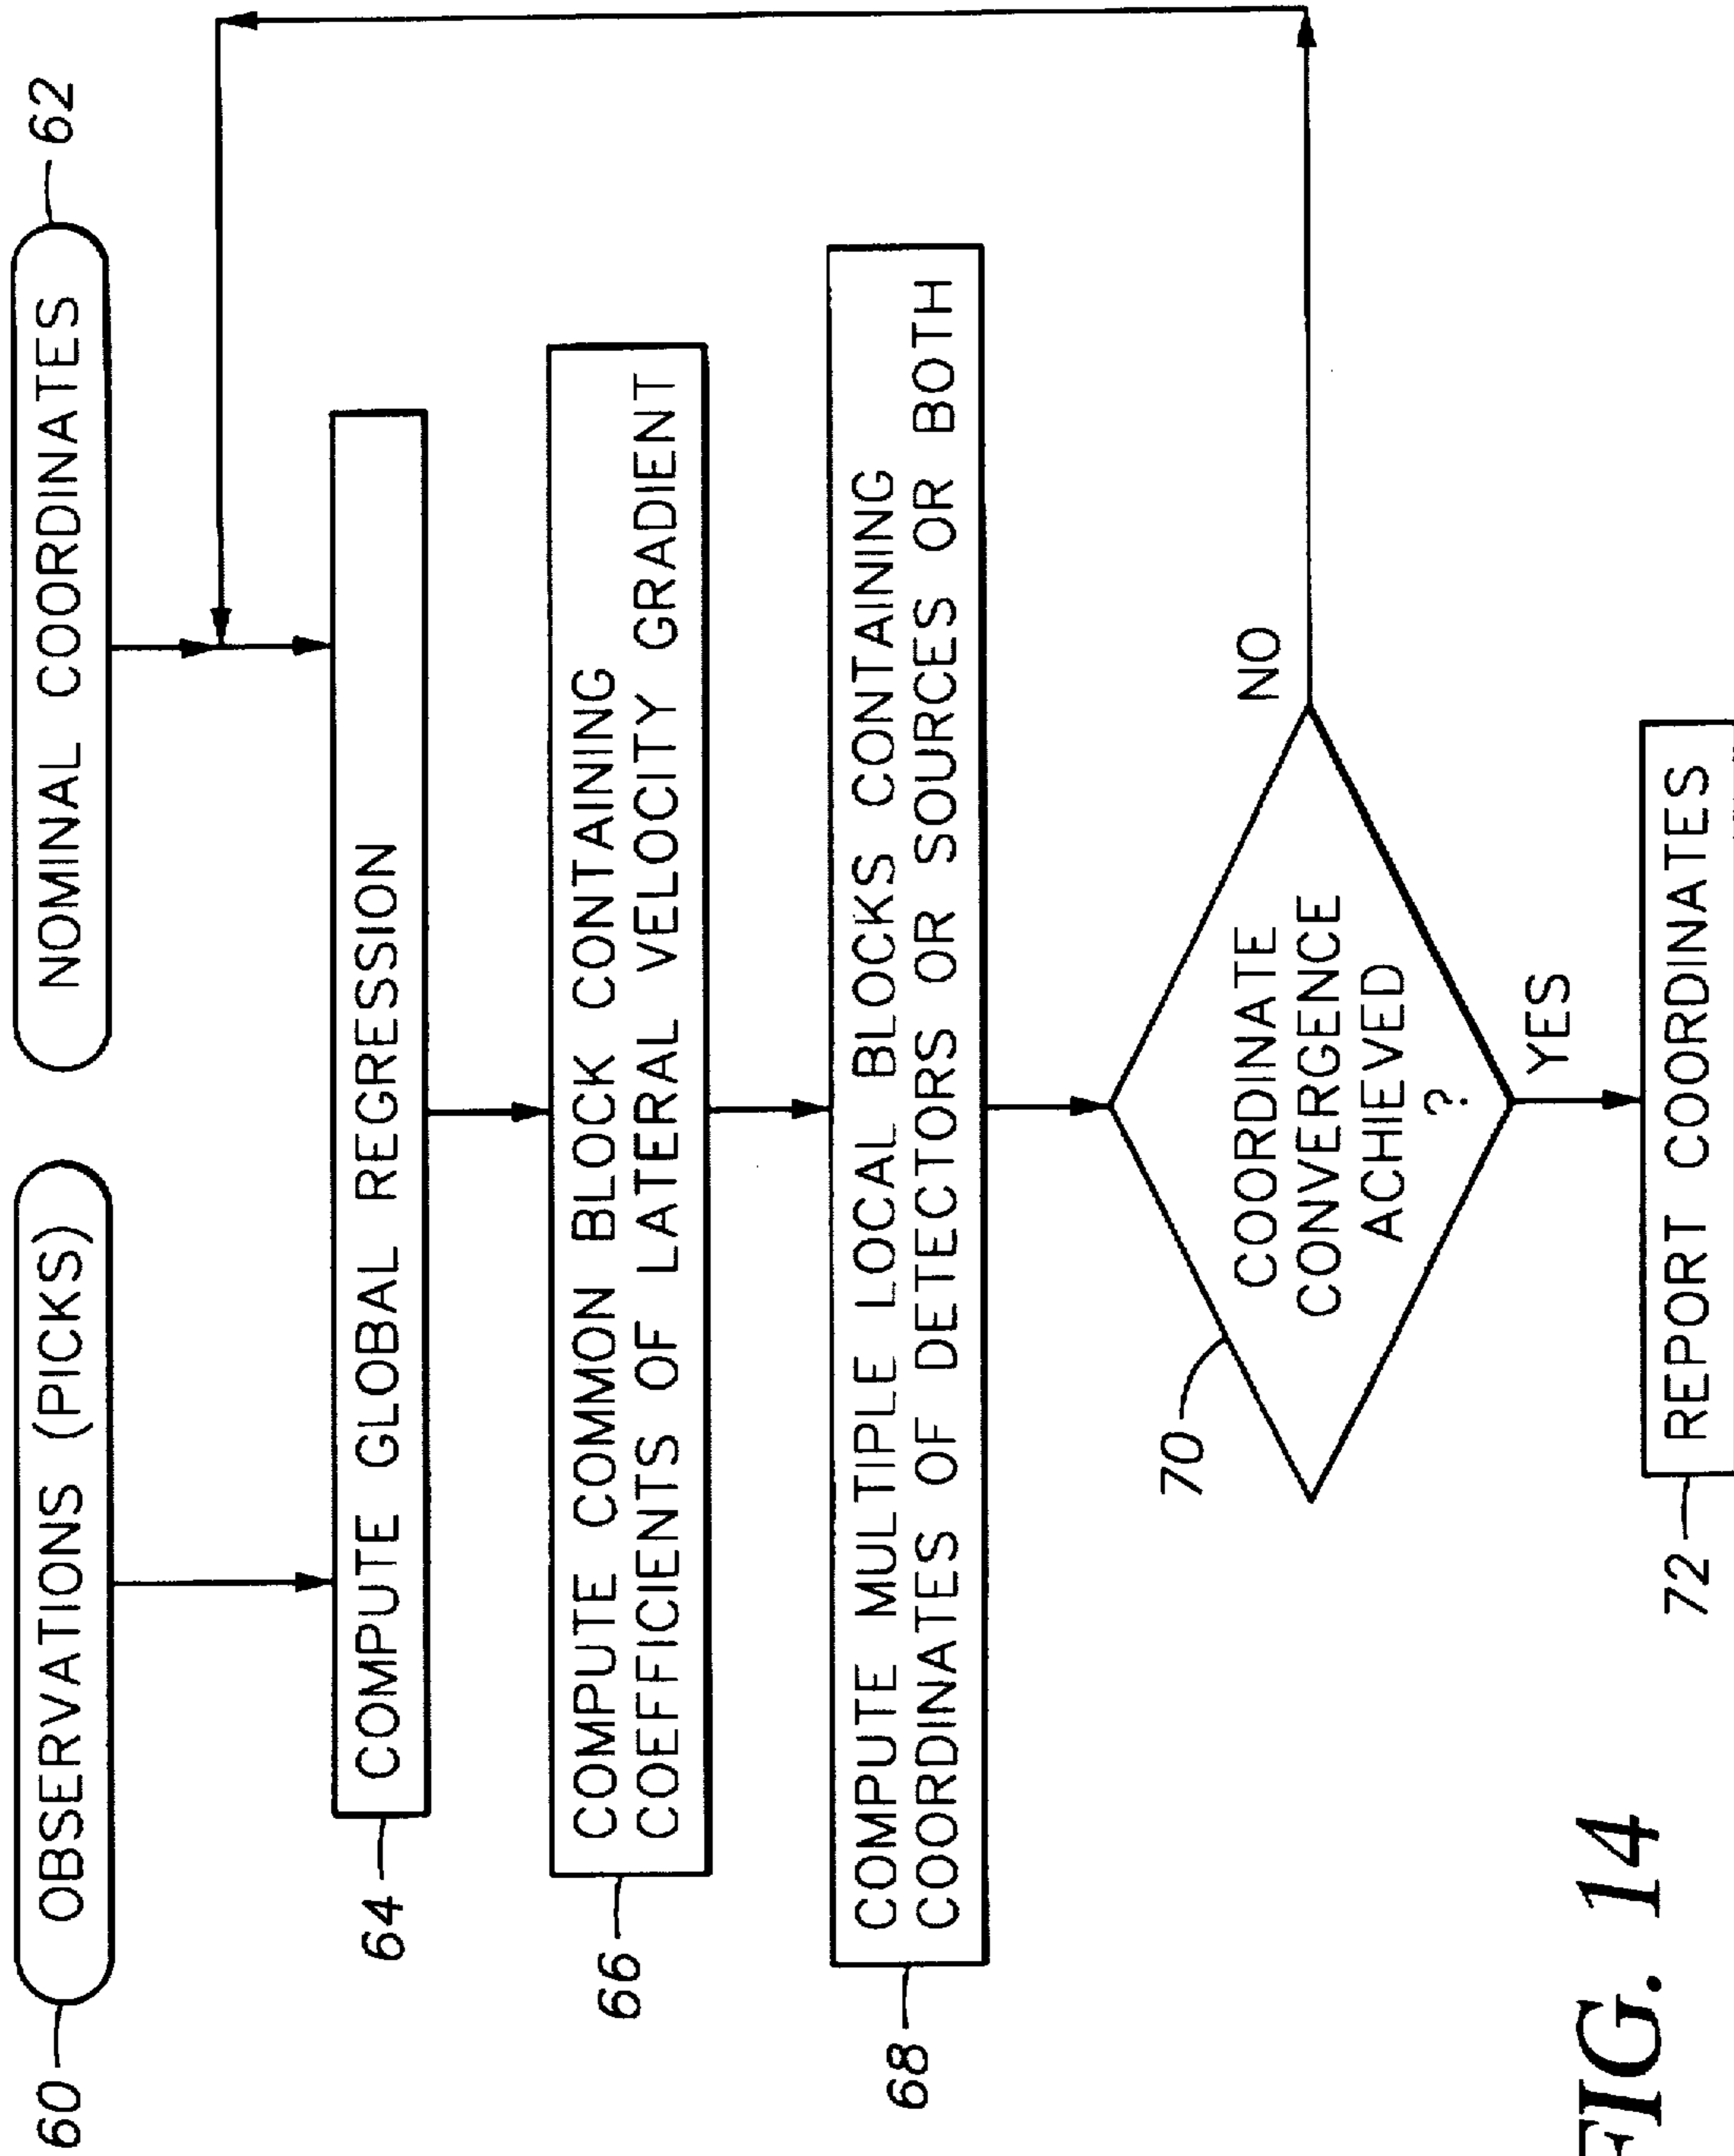 60
OBSERVATIONS (PICKS)
NOMINAL COORDINATES
62
64
COMPUTE GLOBAL REGRESSION
66
COMPUTE COMMON BLOCK CONTAINING
COEFFICIENTS OF LATERAL VELOCITY GRADIENT
68
COMPUTE MULTIPLE LOCAL BLOCKS CONTAINING
COORDINATES OF DETECTORS OR SOURCES OR BOTH
70
COORDINATE
CONVERGENCE
ACHIEVED
?
NO
YES
72
REPORT COORDINATES
FIG. 14